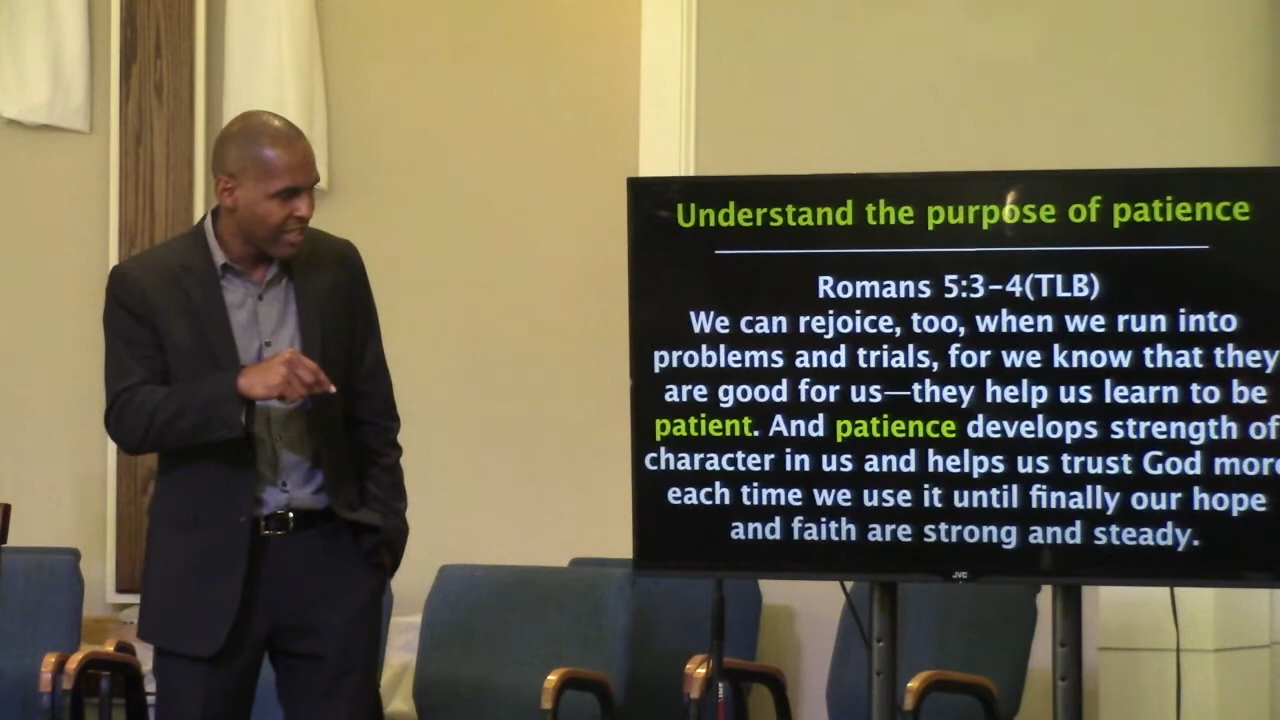 Understand the purpose of patience
Romans 5:3-4(TLB)
We can rejoice, too, when we run into
problems and trials, for we know that they
are good for us—they help us learn to be
patient. And patience develops strength of
character in us and helps us trust God more
each time we use it until finally our hope
and faith are strong and steady.
JVC